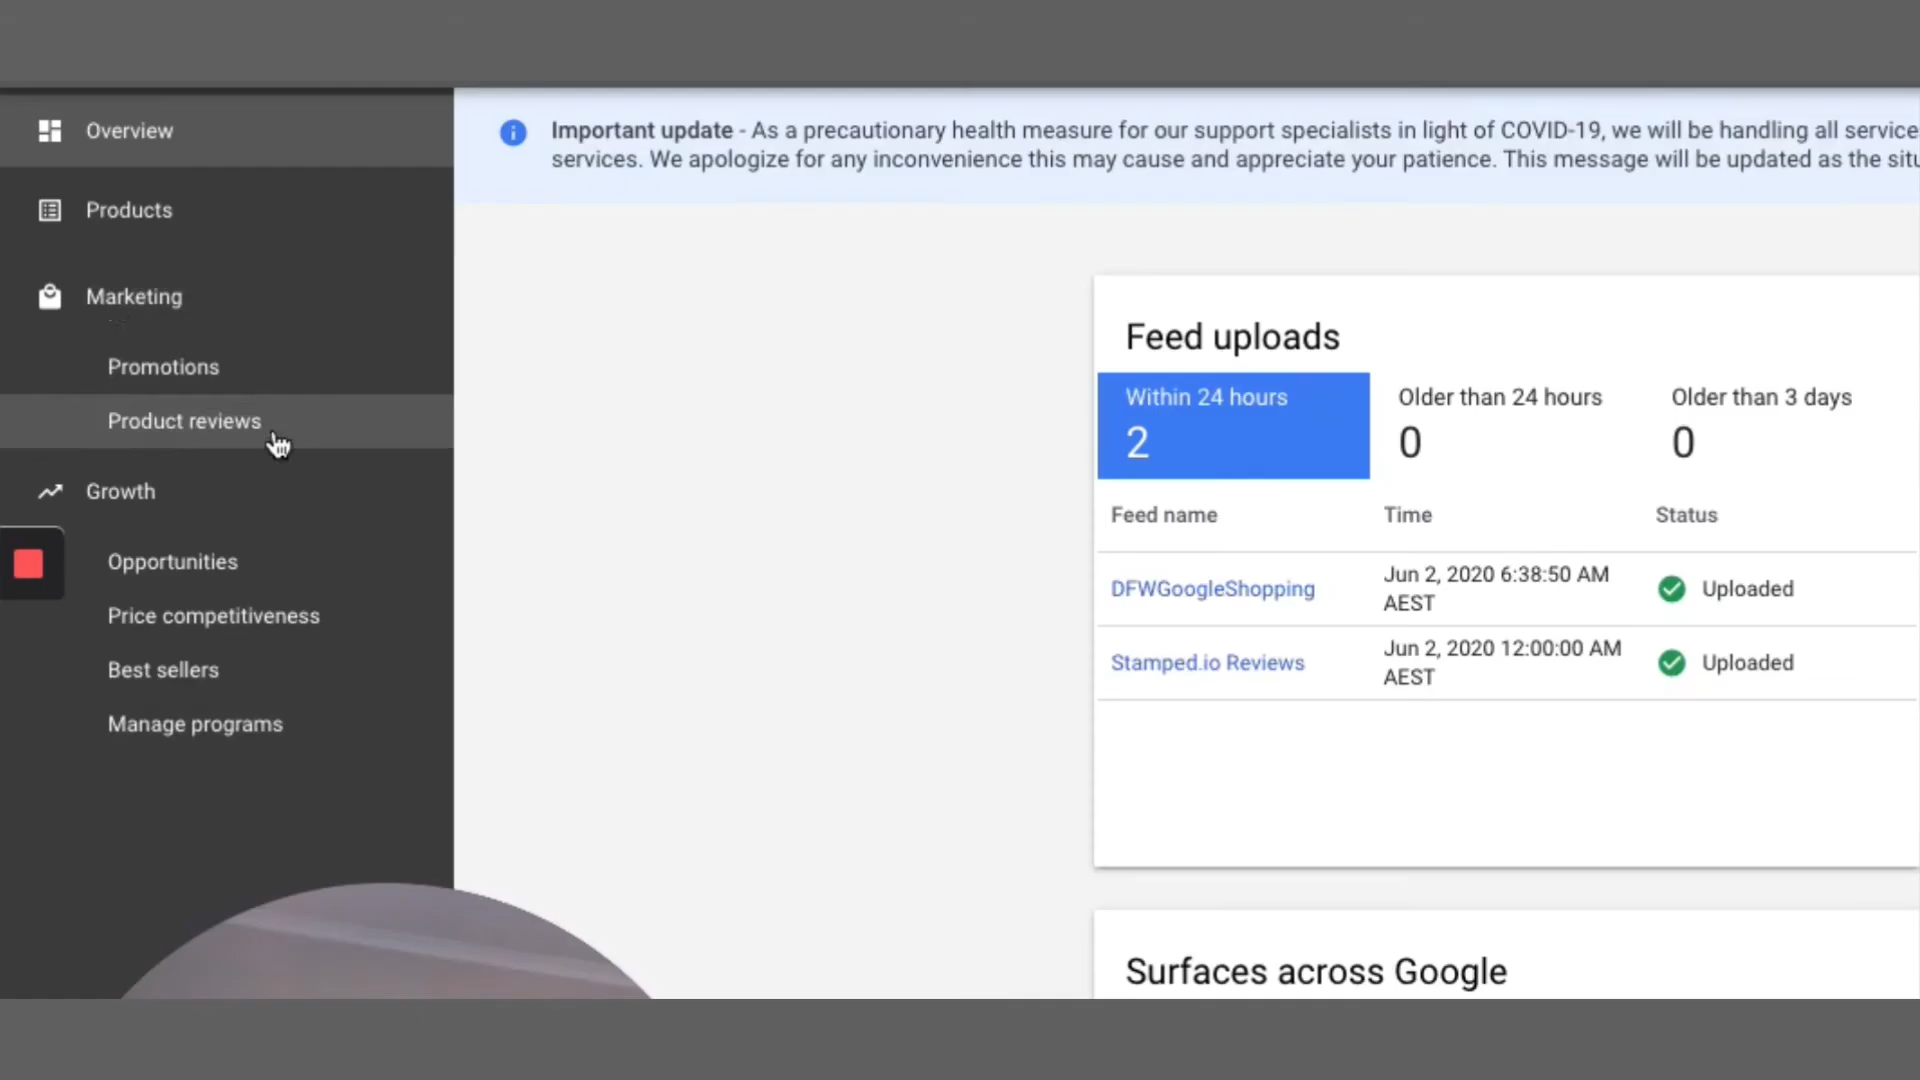 Overview
Products
Marketing
Promotions
Product reviews
Growth
Opportunities
Price competitiveness
Best sellers
Manage programs
Important update - As a precautionary health measure for our support specialists in light of COVID-19, we will be handling all service
services. We apologize for any inconvenience this may cause and appreciate your patience. This message will be updated as the
Feed uploads
Within 24 hours Older than 24 hours Older than 3 days
2 0 0
Feed name Time Status
DFWGoogleShopping Jun 2, 2020 6:38:50 AM AEST Uploaded
Stamped.io Reviews Jun 2, 2020 12:00:00 AM AEST Uploaded
Surfaces across Google